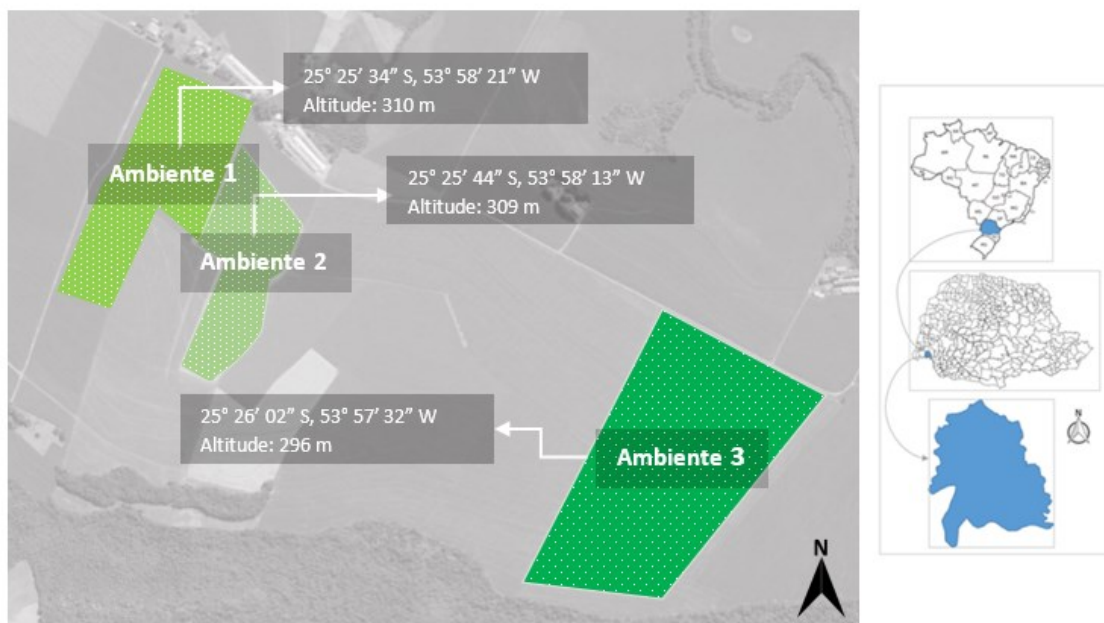 25° 25’ 34” S, 53° 58’ 21” W
Altitude: 310 m
Ambiente 1
25° 25’ 44” S, 53° 58’ 13” W
Altitude: 309 m
Ambiente 2
25° 26’ 02” S, 53° 57’ 32” W
Altitude: 296 m
Ambiente 3
N
N